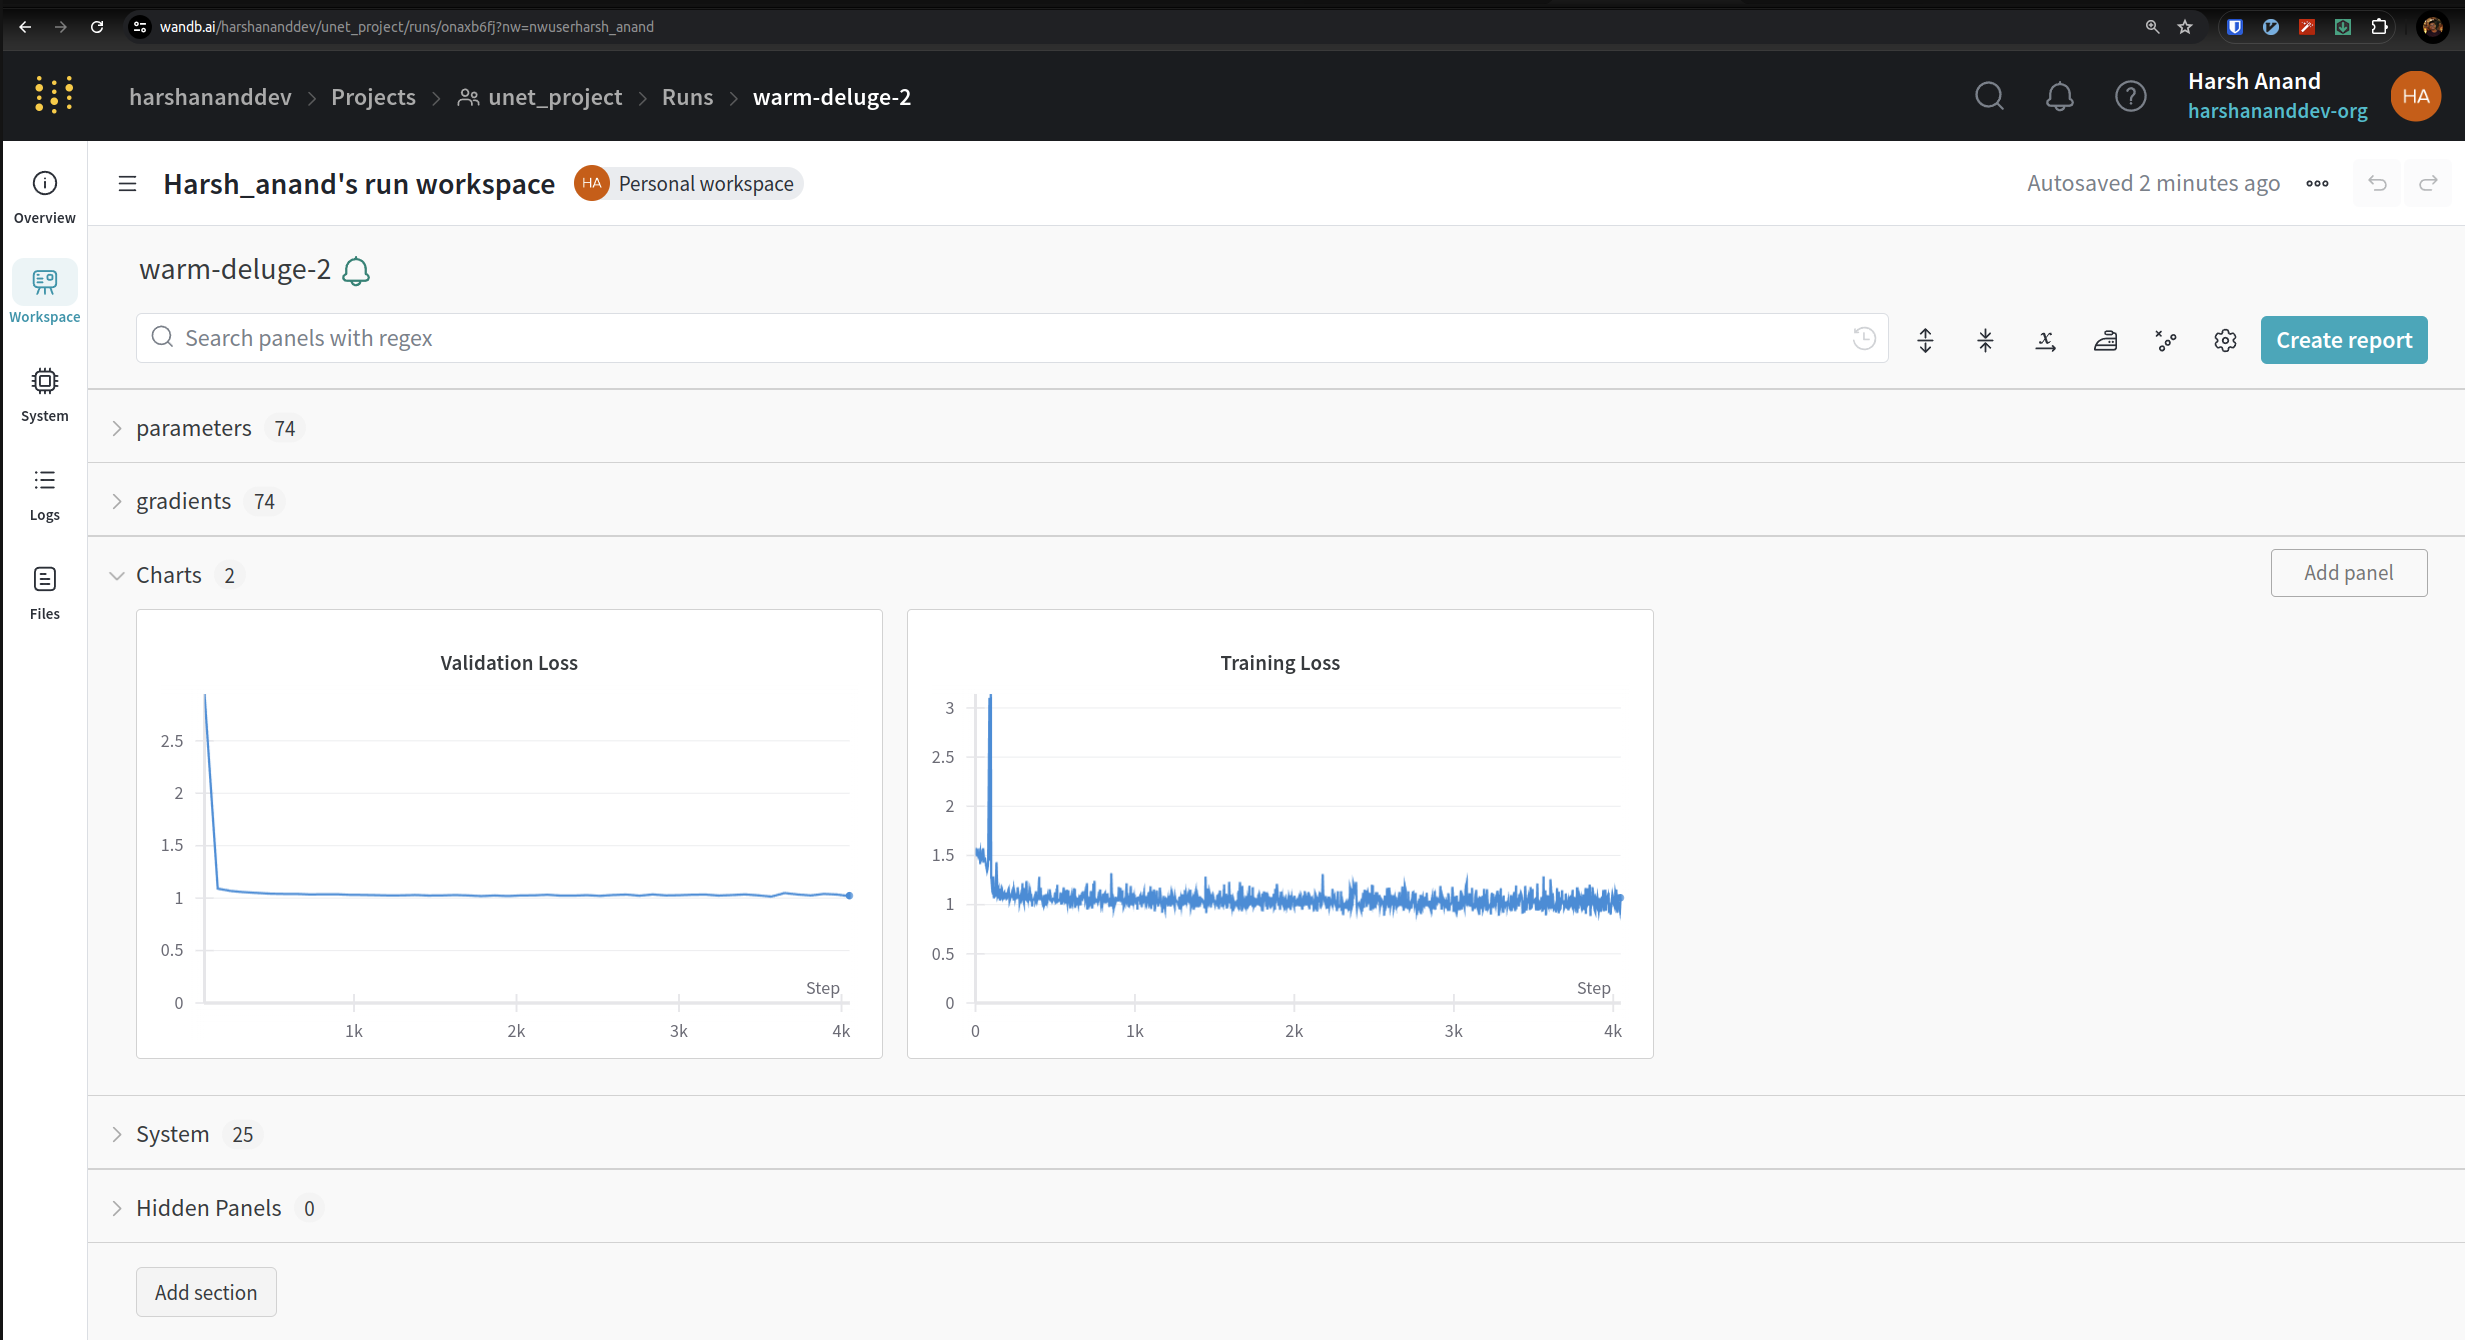 wandb.ai/harshananddev/unet_project/runs/onaxb6fj?nw=nwuserharsh_anand
harshananddev > Projects > unet_project > Runs > warm-deluge-2
Harsh Anand
harshananddev-org
HA
Overview
Workspace
System
Logs
Files
Harsh_anand's run workspace
HA Personal workspace
Autosaved 2 minutes ago
warm-deluge-2
Search panels with regex
Create report
parameters 74
gradients 74
Charts 2
Add panel
Validation Loss
2.5
2
1.5
1
0.5
0
Step
1k 2k 3k 4k
Training Loss
3
2.5
2
1.5
1
0.5
0
Step
0 1k 2k 3k 4k
System 25
Hidden Panels 0
Add section